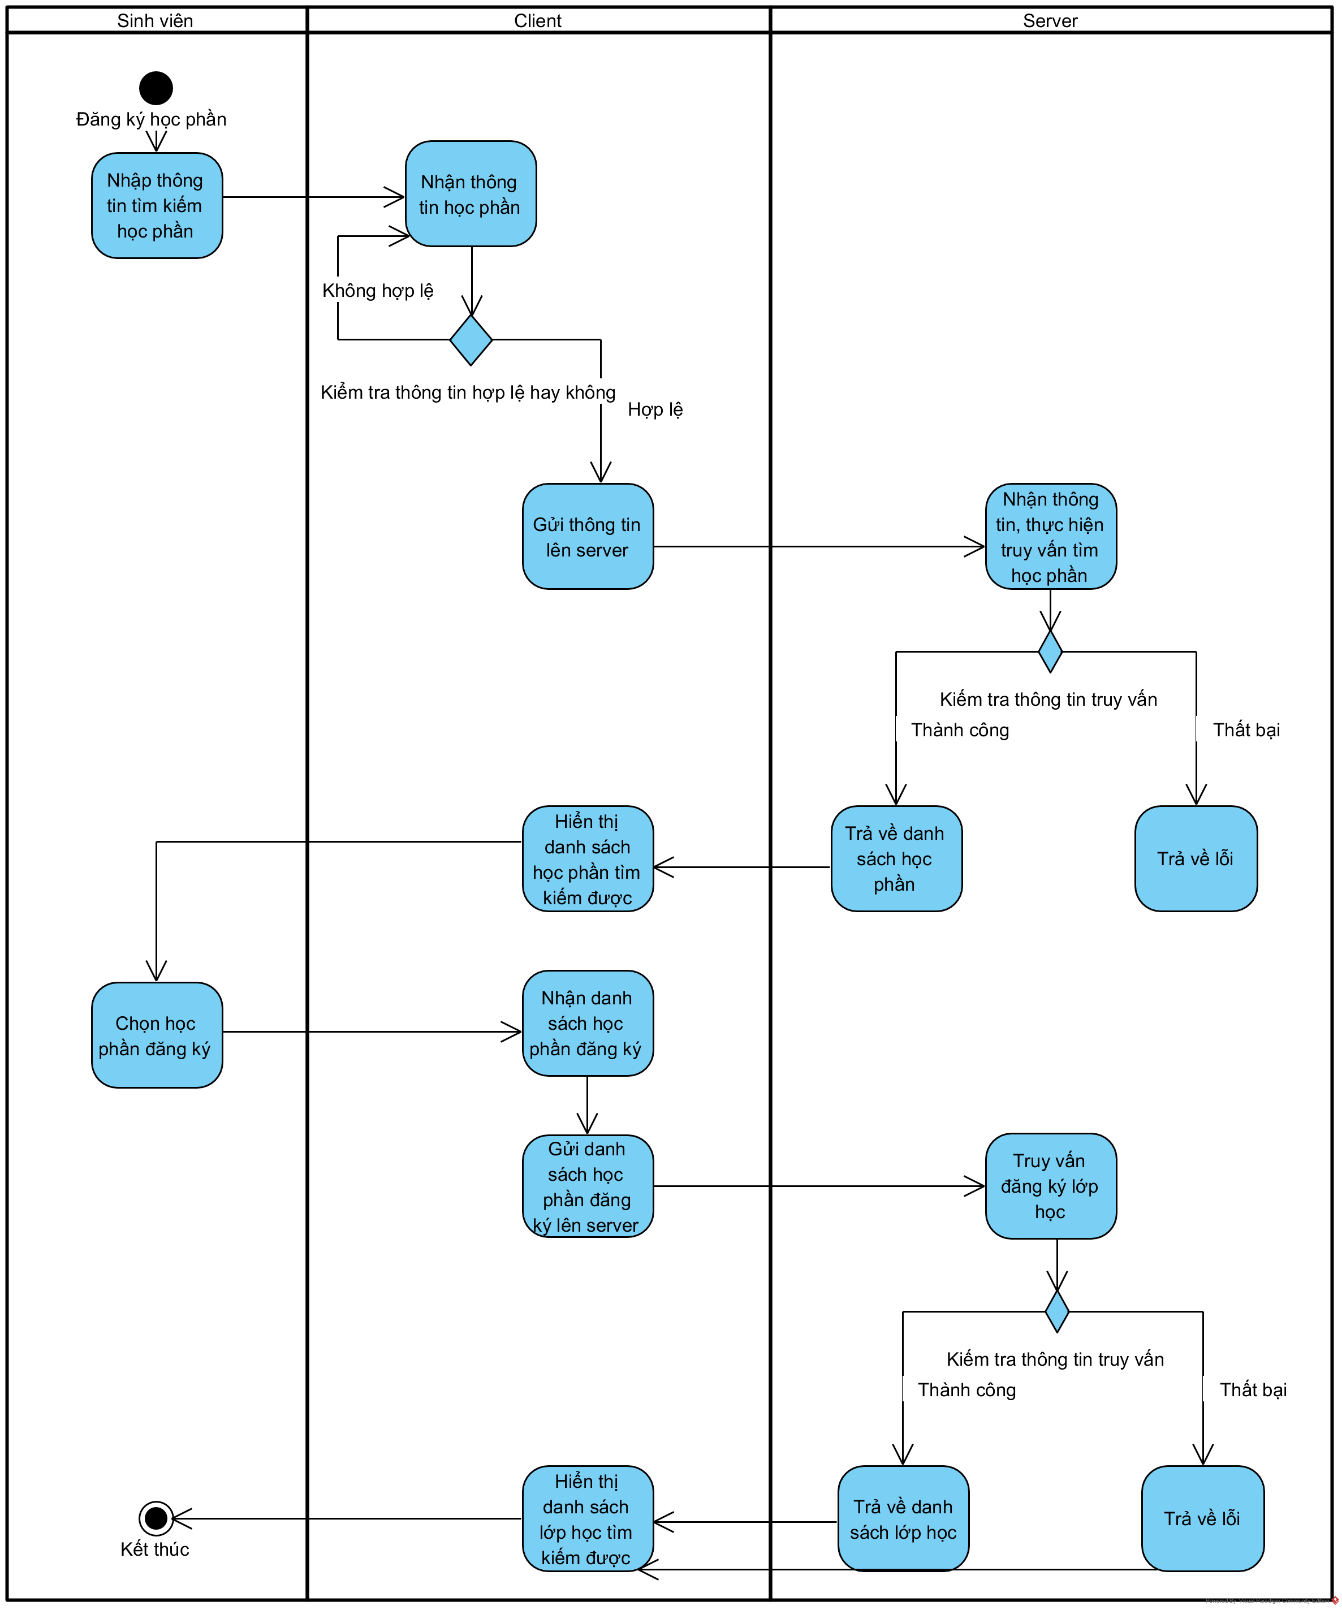 Sinh viên
Client
Server
Đăng ký học phần
Nhập thông
tin tìm kiếm
học phần
Nhận thông
tin học phần
Không hợp lệ
Kiểm tra thông tin hợp lệ hay không
Hợp lệ
Gửi thông tin
lên server
Nhận thông
tin, thực hiện
truy vấn tìm
học phần
Kiếm tra thông tin truy vấn
Thành công
Thất bại
Hiển thị
danh sách
học phần tìm
kiếm được
Trả về danh
sách học
phần
Trả về lỗi
Chọn học
phần đăng ký
Nhận danh
sách học
phần đăng ký
Gửi danh
sách học
phần đăng
ký lên server
Truy vấn
đăng ký lớp
học
Kiếm tra thông tin truy vấn
Thành công
Thất bại
Hiển thị
danh sách
lớp học tìm
kiếm được
Trả về danh
sách lớp học
Trả về lỗi
Kết thúc